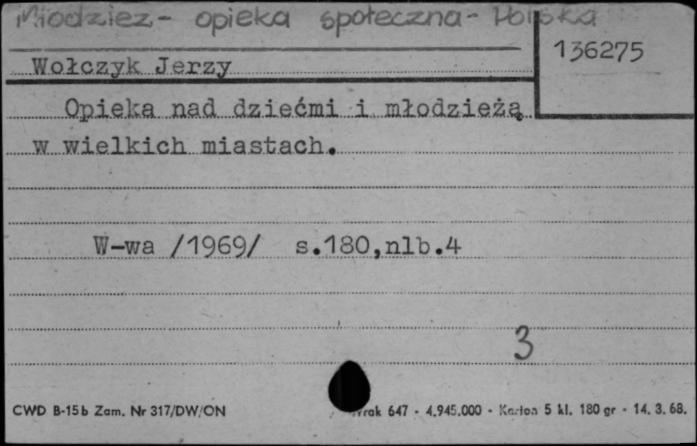 Młodzież - opieka społeczna - Polska
136275
Wołczyk Jerzy
Opieka nad dziećmi i młodzieżą
w wielkich miastach.
W-wa /1969/ s.180,nlb.4
3
CWD B-15b Zam. Nr 317/DW/ON
647 - 4.945.000 - Karton 5 kl. 180 gr - 14. 3. 68.